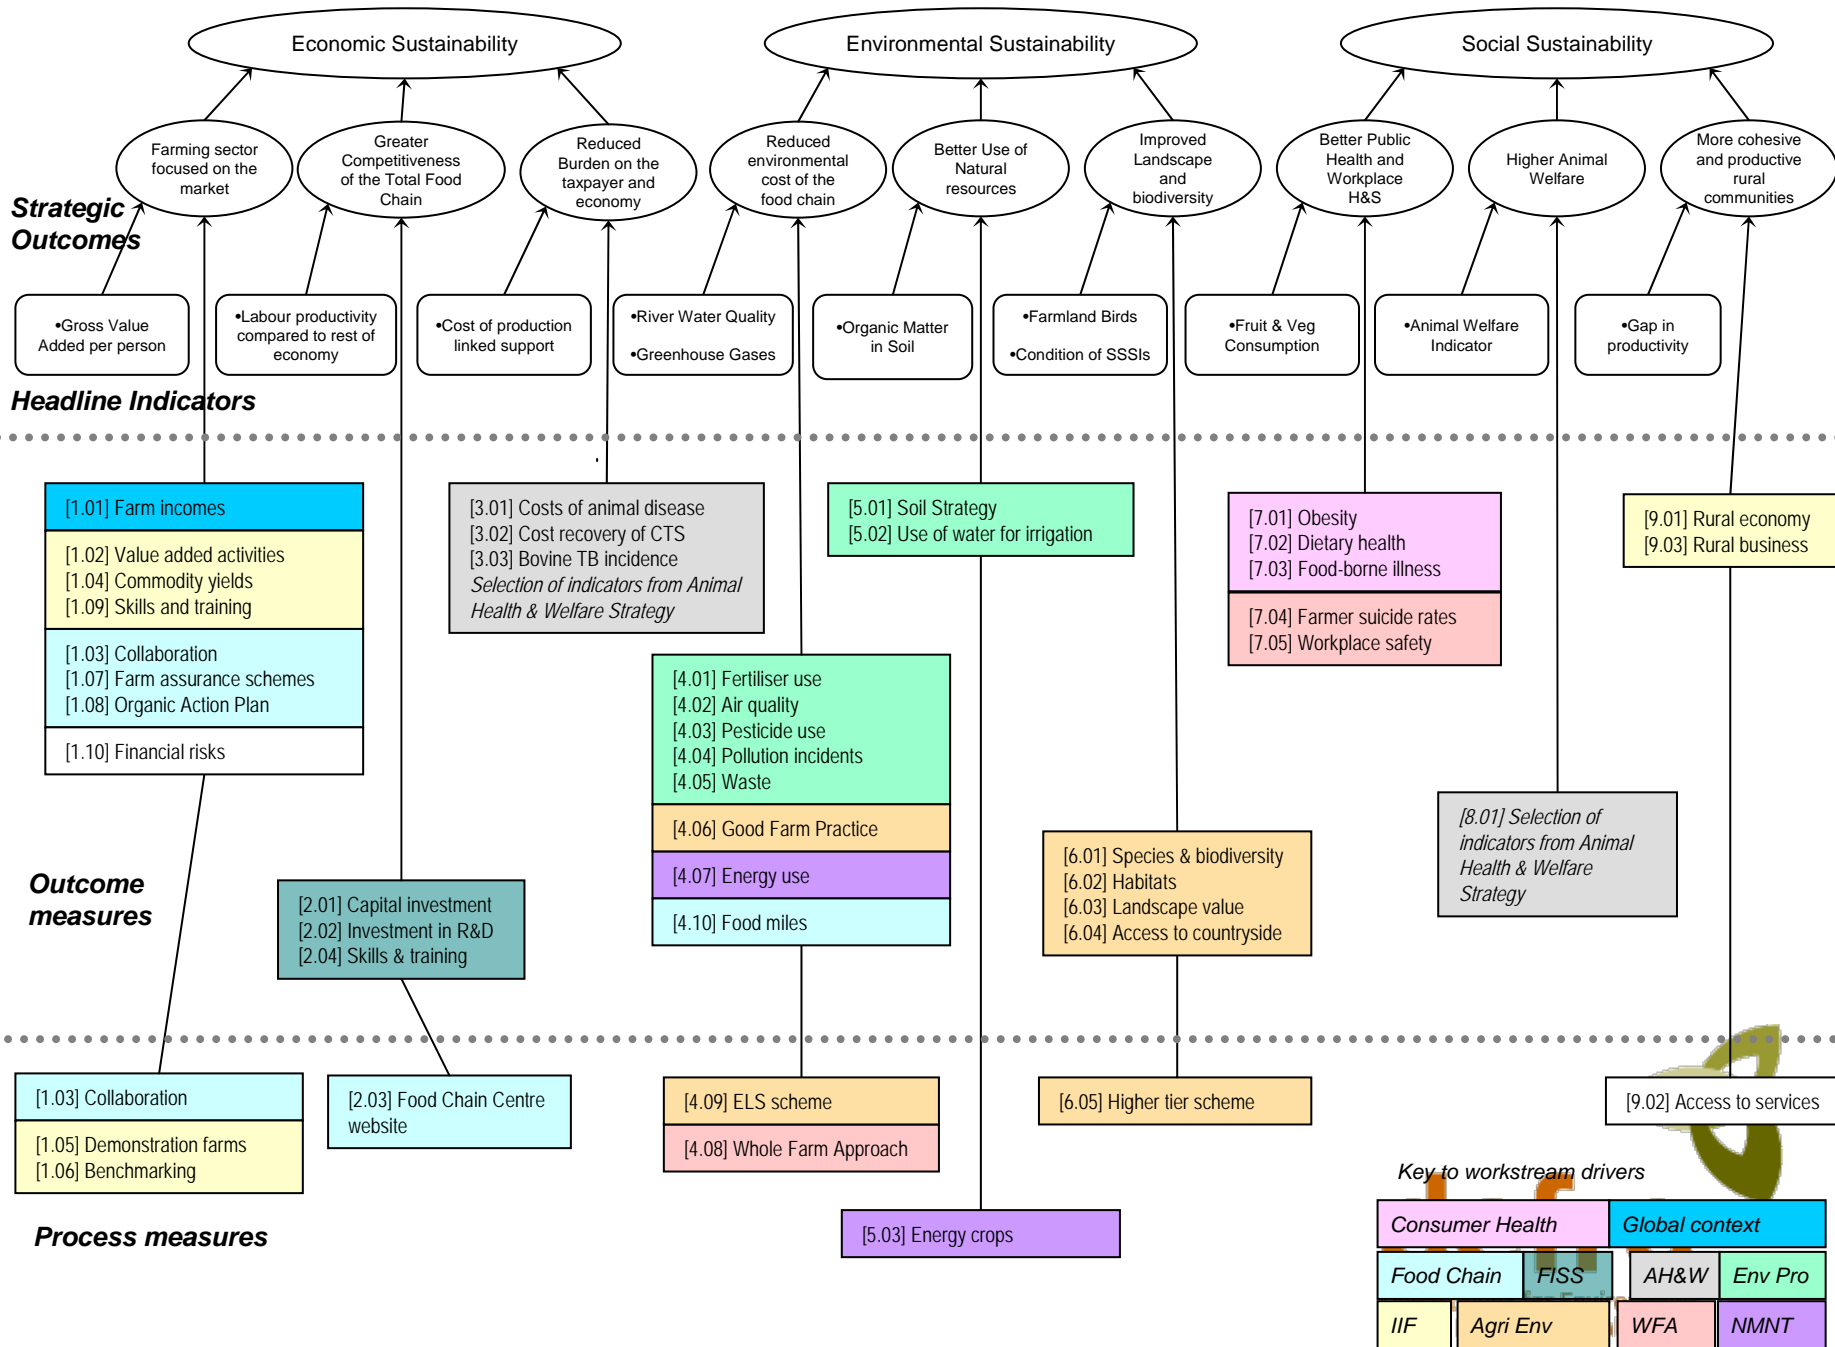 Economic Sustainability
Environmental Sustainability
Social Sustainability
Farming sector
focused on the
market
Greater
Competitiveness
of the Total Food
Chain
Reduced
Burden on the
taxpayer and
economy
Reduced
environmental
cost of the
food chain
Better Use of
Natural
resources
Improved
Landscape
and
biodiversity
Better Public
Health and
Workplace
H&S
Higher Animal
Welfare
More cohesive
and productive
rural
communities
Strategic
Outcomes
•Gross Value
Added per person
•Labour productivity
compared to rest of
economy
•Cost of production
linked support
•River Water Quality
•Greenhouse Gases
•Organic Matter
in Soil
•Farmland Birds
•Condition of SSSIs
•Fruit & Veg
Consumption
•Animal Welfare
Indicator
•Gap in
productivity
Headline Indicators
[1.01] Farm incomes
[1.02] Value added activities
[1.04] Commodity yields
[1.09] Skills and training
[1.03] Collaboration
[1.07] Farm assurance schemes
[1.08] Organic Action Plan
[1.10] Financial risks
[3.01] Costs of animal disease
[3.02] Cost recovery of CTS
[3.03] Bovine TB incidence
Selection of indicators from Animal
Health & Welfare Strategy
[5.01] Soil Strategy
[5.02] Use of water for irrigation
[7.01] Obesity
[7.02] Dietary health
[7.03] Food-borne illness
[7.04] Farmer suicide rates
[7.05] Workplace safety
[9.01] Rural economy
[9.03] Rural business
[4.01] Fertiliser use
[4.02] Air quality
[4.03] Pesticide use
[4.04] Pollution incidents
[4.05] Waste
[4.06] Good Farm Practice
[4.07] Energy use
[4.10] Food miles
[8.01] Selection of
indicators from Animal
Health & Welfare
Strategy
[6.01] Species & biodiversity
[6.02] Habitats
[6.03] Landscape value
[6.04] Access to countryside
Outcome
measures
[2.01] Capital investment
[2.02] Investment in R&D
[2.04] Skills & training
[1.03] Collaboration
[1.05] Demonstration farms
[1.06] Benchmarking
[2.03] Food Chain Centre
website
[4.09] ELS scheme
[4.08] Whole Farm Approach
[6.05] Higher tier scheme
[9.02] Access to services
[5.03] Energy crops
Process measures
Key to workstream drivers
Consumer Health
Global context
Food Chain
FISS
AH&W
Env Pro
IIF
Agri Env
WFA
NMNT